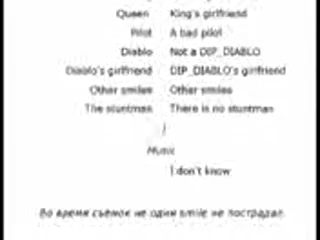 Queen King's girlfriend
Pilot A bad pilot
Diablo Not a DIP_DIABLO
Diablo's girlfriend DIP_DIABLO's girlfriend
Other smiles Other smiles
The stuntman There is no stuntman
Music
I don't know
Во время съёмок не один smile не пострадал.